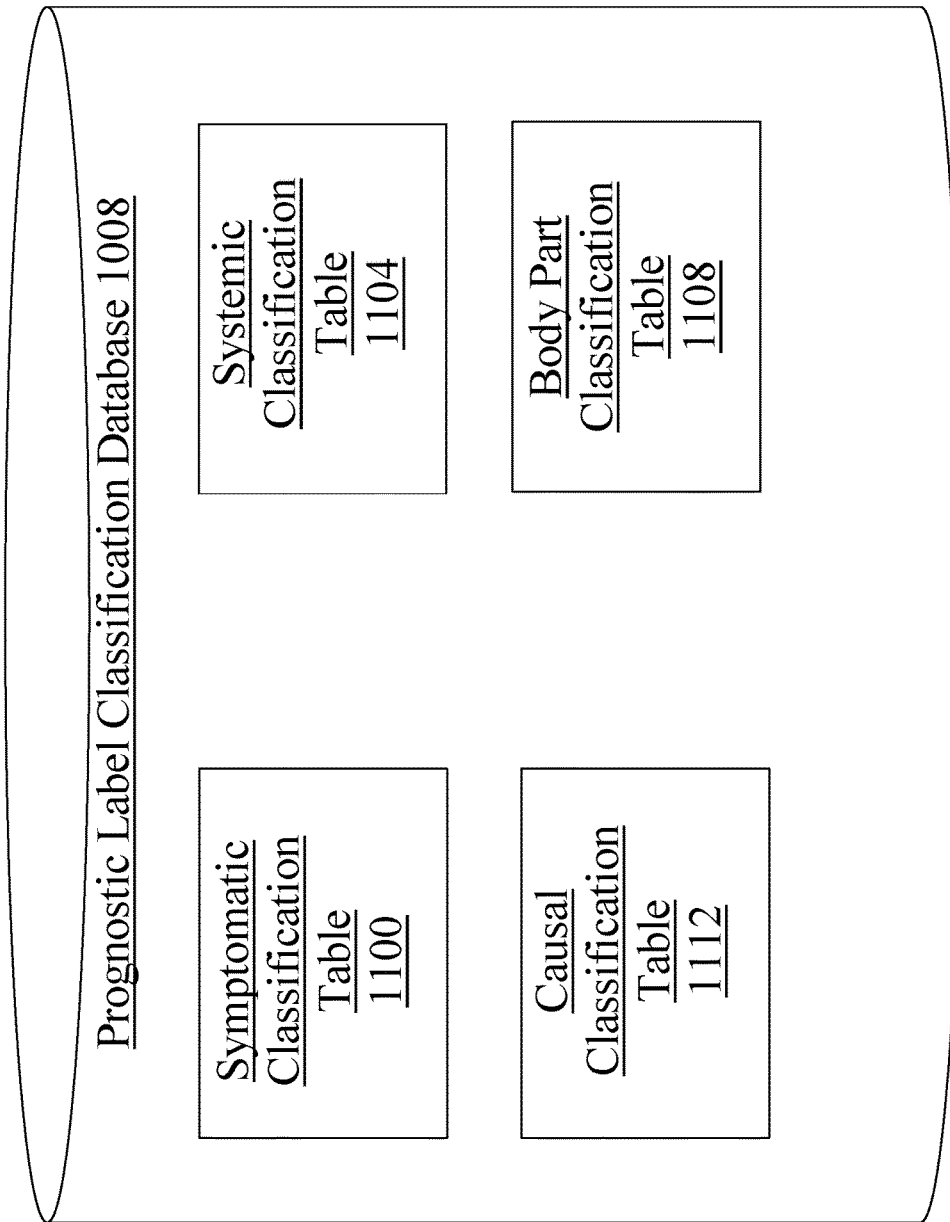 Prognostic Label Classification Database 1008
Symptomatic
Classification
Table
1100
Systemic
Classification
Table
1104
Causal
Classification
Table
1112
Body Part
Classification
Table
1108